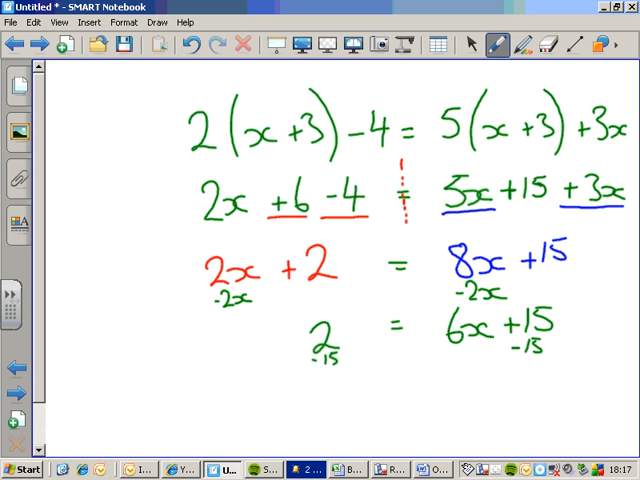 Untitled * - SMART Notebook
File Edit View Insert Format Draw Help
2(x+3)-4 = 5(x+3)+3x
2x +6 -4 = 5x +15 +3x
2x + 2 = 8x +15
-2x -2x
2 = 6x +15
-15 -15
Start I... Y... U... S... 2 B... R... O... 18:17